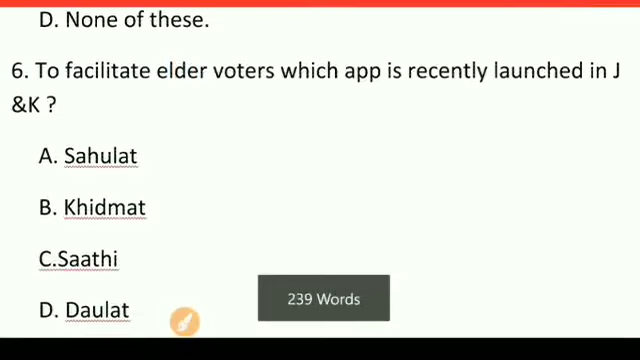 D. None of these.
6. To facilitate elder voters which app is recently launched in J
&K ?
A. Sahulat
B. Khidmat
C.Saathi
D. Daulat
239 Words